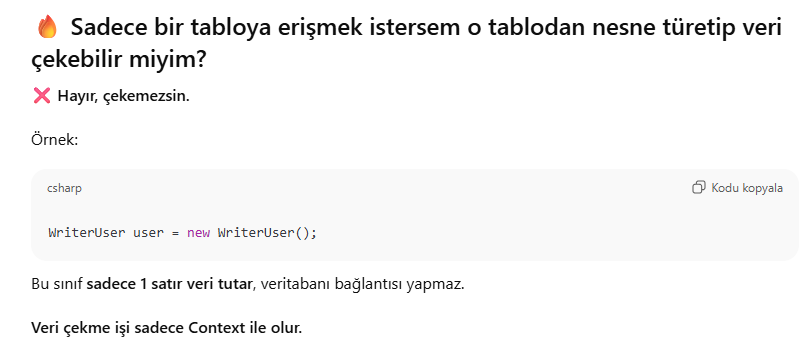 🔥 Sadece bir tabloya erişmek istersem o tablodan nesne türetip veri
çekebilir miyim?
❌ Hayır, çekemezsin.
Örnek:
csharp
Kodu kopyala
WriterUser user = new WriterUser();
Bu sınıf sadece 1 satır veri tutar, veritabanı bağlantısı yapmaz.
Veri çekme işi sadece Context ile olur.